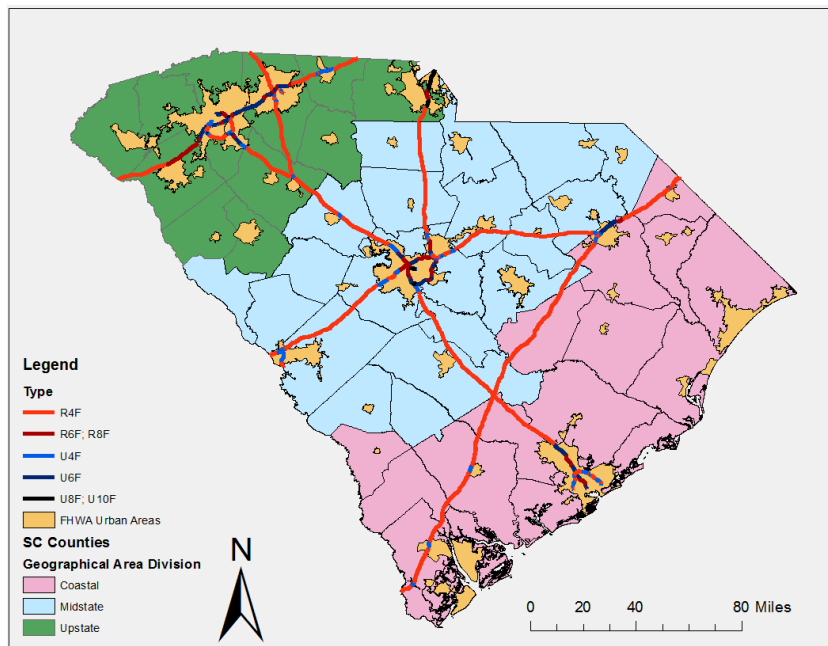 Legend
Type
R4F
R6F; R8F
U4F
U6F
U8F; U10F
FHWA Urban Areas
SC Counties
Geographical Area Division
Coastal
Midstate
Upstate
N
0 20 40 80 Miles